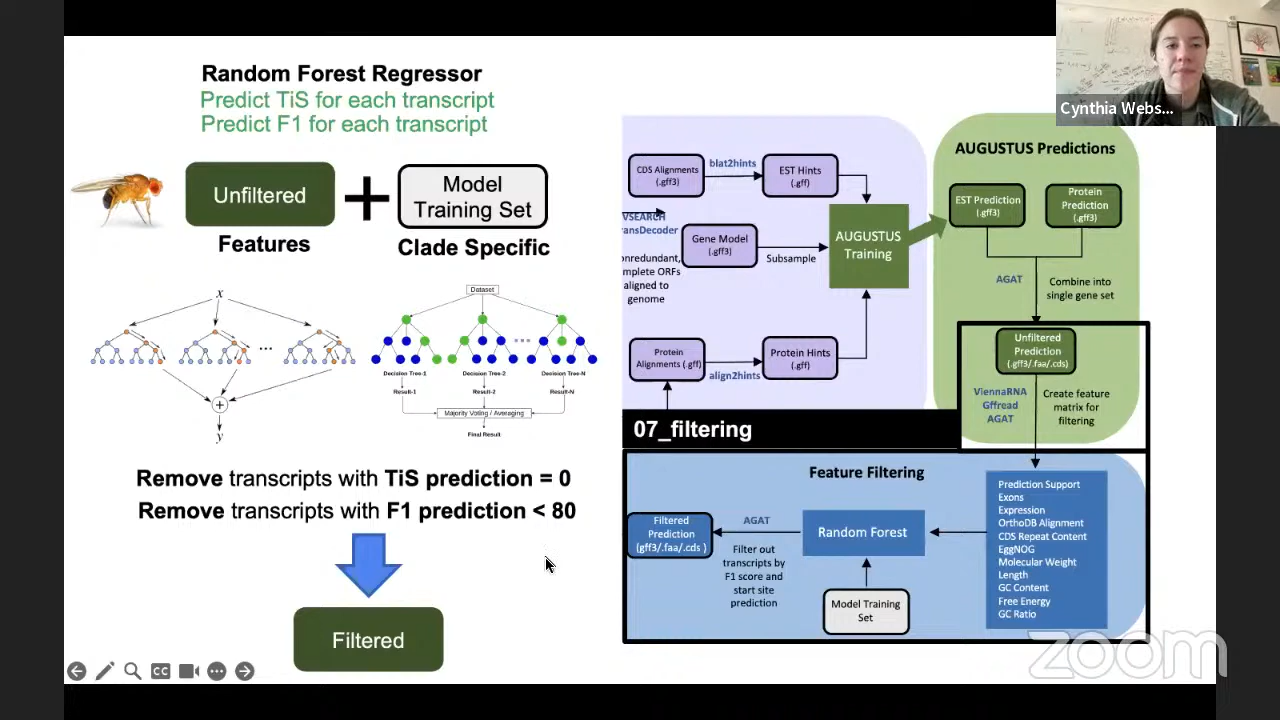 Random Forest Regressor
Predict TiS for each transcript
Predict F1 for each transcript
Unfiltered
Features
Model
Training Set
Clade Specific
x
...
+
y
Dataset
Decision Tree-1
Decision Tree-2
Decision Tree-N
Result-1
Result-2
Result-N
Majority Voting / Averaging
Final Result
Remove transcripts with TiS prediction = 0
Remove transcripts with F1 prediction < 80
Filtered
CDS Alignments
(.gff3)
blat2hints
EST Hints
(.gff)
VSEARCH
ransDecoder
Gene Model
(.gff3)
Subsample
onredundant,
mplete ORFs
aligned to
genome
AUGUSTUS
Training
Protein
Alignments (.gff)
align2hints
Protein Hints
(.gff)
AUGUSTUS Predictions
EST Prediction
(.gff3)
Protein
Prediction
(.gff3)
AGAT
Combine into
single gene set
Unfiltered
Prediction
(.gff3/.faa/.cds)
ViennaRNA
Gffread
AGAT
Create feature
matrix for
filtering
07_filtering
Feature Filtering
Filtered
Prediction
(gff3/.faa/.cds )
AGAT
Filter out
transcripts by
F1 score and
start site
prediction
Random Forest
Model Training
Set
Prediction Support
Exons
Expression
OrthoDB Alignment
CDS Repeat Content
EggNOG
Molecular Weight
Length
GC Content
Free Energy
GC Ratio
Cynthia Webs...
CC
zoom